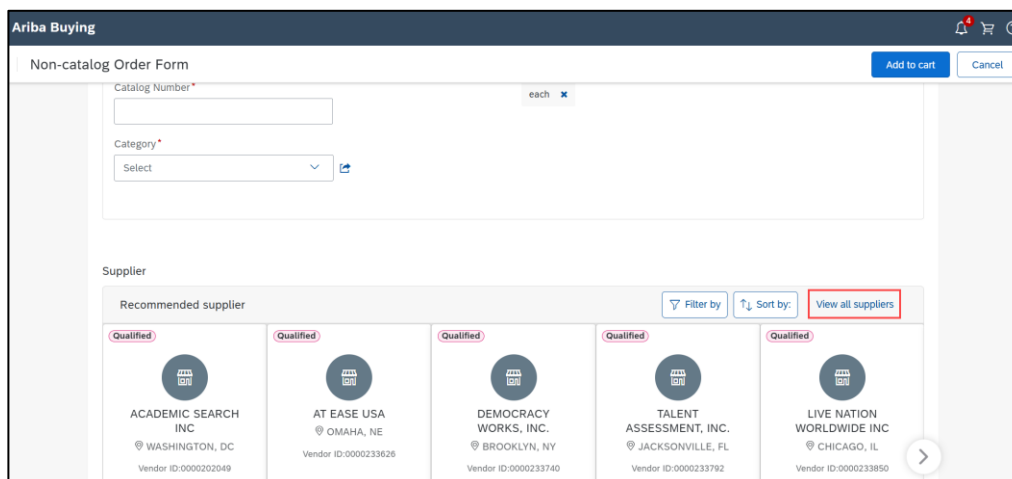 Ariba Buying
4
Non-catalog Order Form
Add to cart
Cancel
Catalog Number*
each ×
Category*
Select
Supplier
Recommended supplier
Filter by
Sort by:
View all suppliers
Qualified
Qualified
Qualified
Qualified
Qualified
ACADEMIC SEARCH
INC
WASHINGTON, DC
Vendor ID:0000202049
AT EASE USA
OMAHA, NE
Vendor ID:0000233626
DEMOCRACY
WORKS, INC.
BROOKLYN, NY
Vendor ID:0000233740
TALENT
ASSESSMENT, INC.
JACKSONVILLE, FL
Vendor ID:0000233792
LIVE NATION
WORLDWIDE INC
CHICAGO, IL
Vendor ID:0000233850